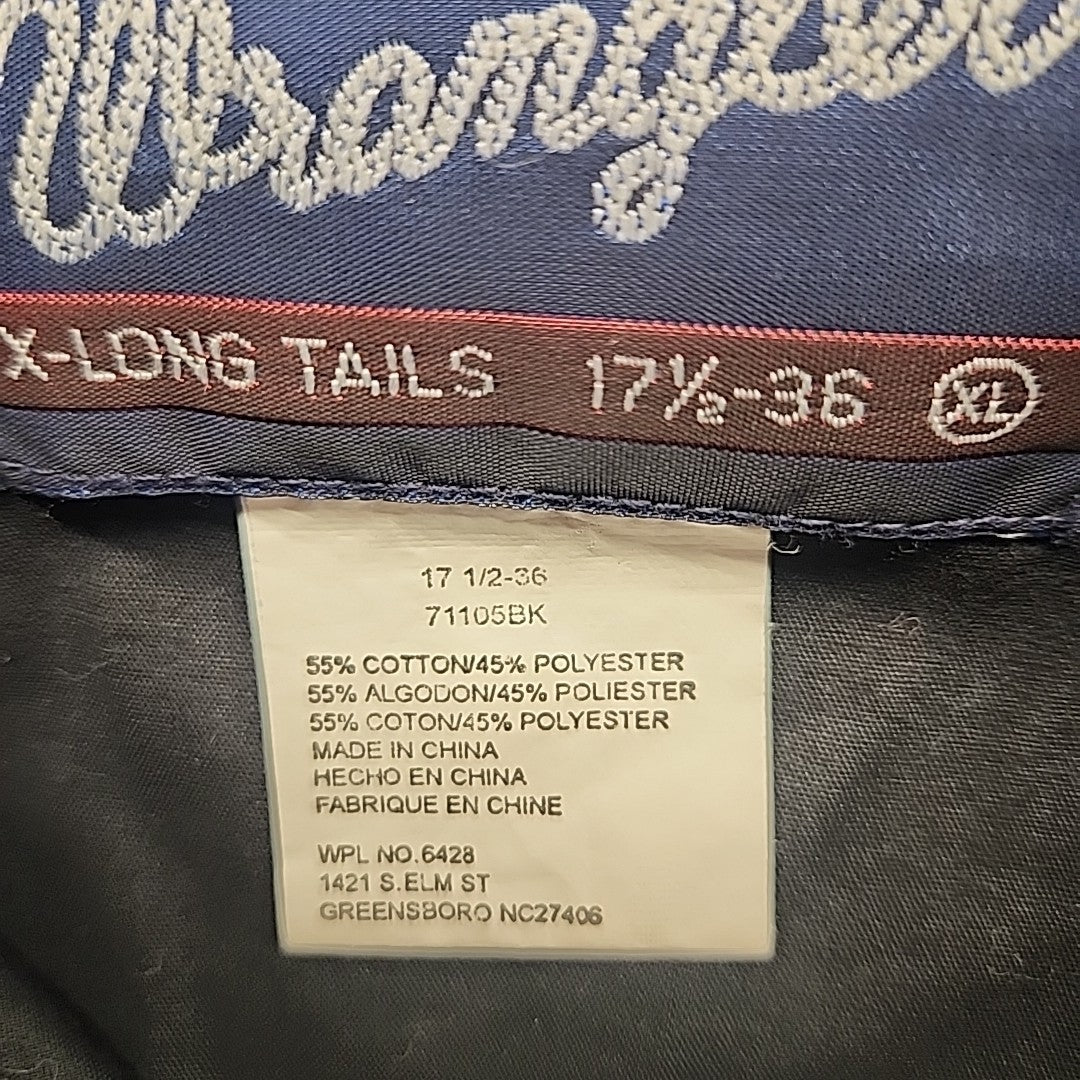 Wrangler
X-LONG TAILS 17½-36 XL
17 1/2-36
71105BK
55% COTTON/45% POLYESTER
55% ALGODON/45% POLIESTER
55% COTON/45% POLYESTER
MADE IN CHINA
HECHO EN CHINA
FABRIQUE EN CHINE
WPL NO.6428
1421 S.ELM ST
GREENSBORO NC27406